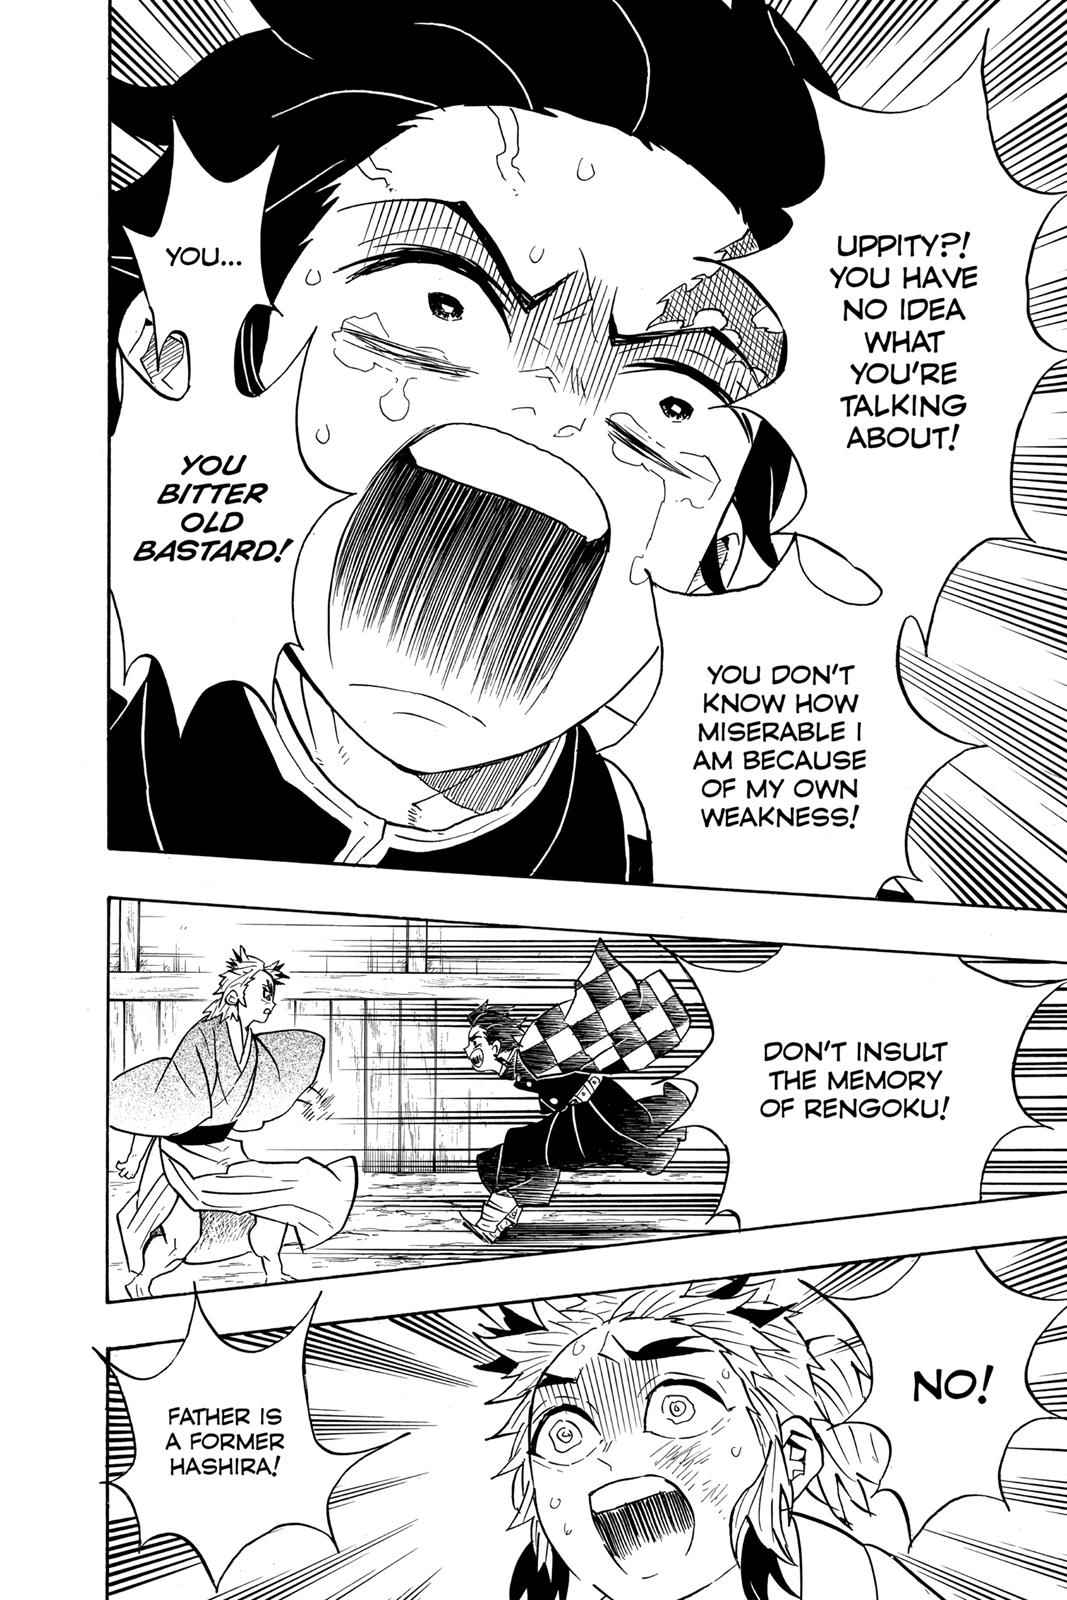 UPPITY?!
YOU HAVE
NO IDEA
WHAT
YOU'RE
TALKING
ABOUT!
YOU DON'T
KNOW HOW
MISERABLE I
AM BECAUSE
OF MY OWN
WEAKNESS!
YOU...
YOU
BITTER
OLD
BASTARD!
DON'T INSULT
THE MEMORY
OF RENGOKU!
NO!
FATHER IS
A FORMER
HASHIRA!